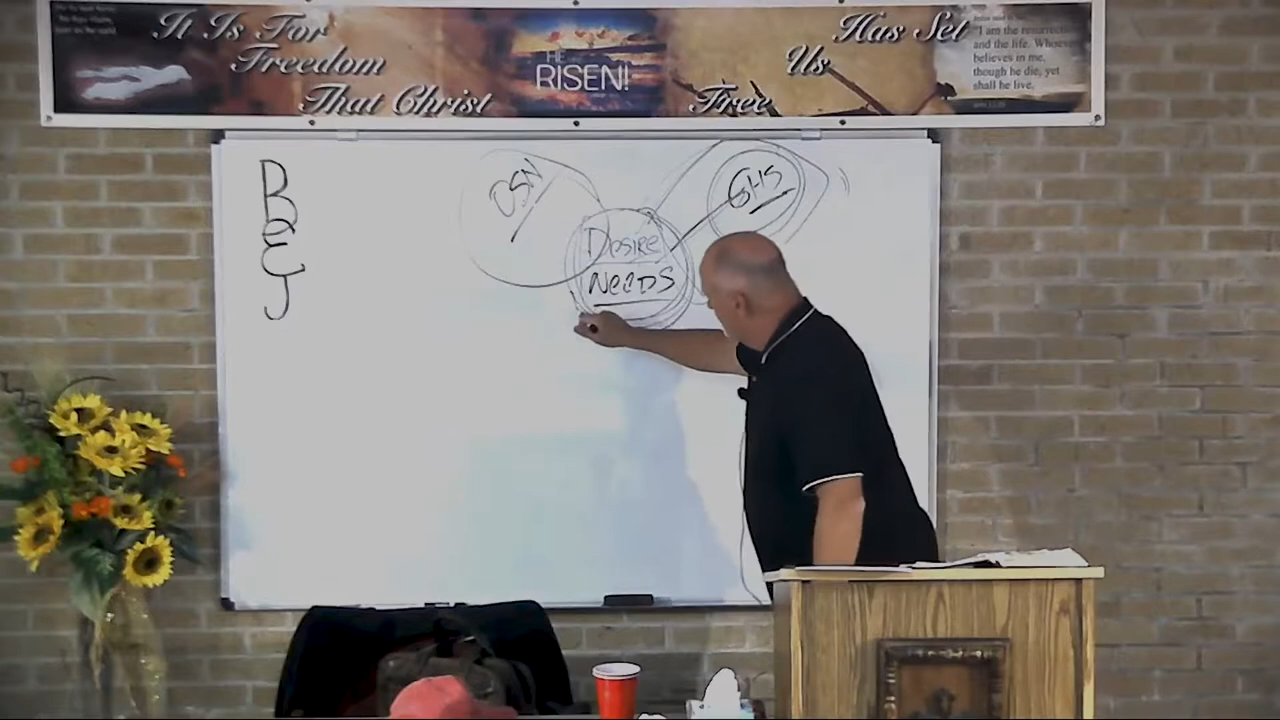 It Is For
Freedom
That Christ
HE
RISEN!
Has Set
Us
Free
"I am the resurrection
and the life. Whoever
believes in me,
though he die, yet
shall he live.
B
E
J
OSN
GHS
Desire
Needs